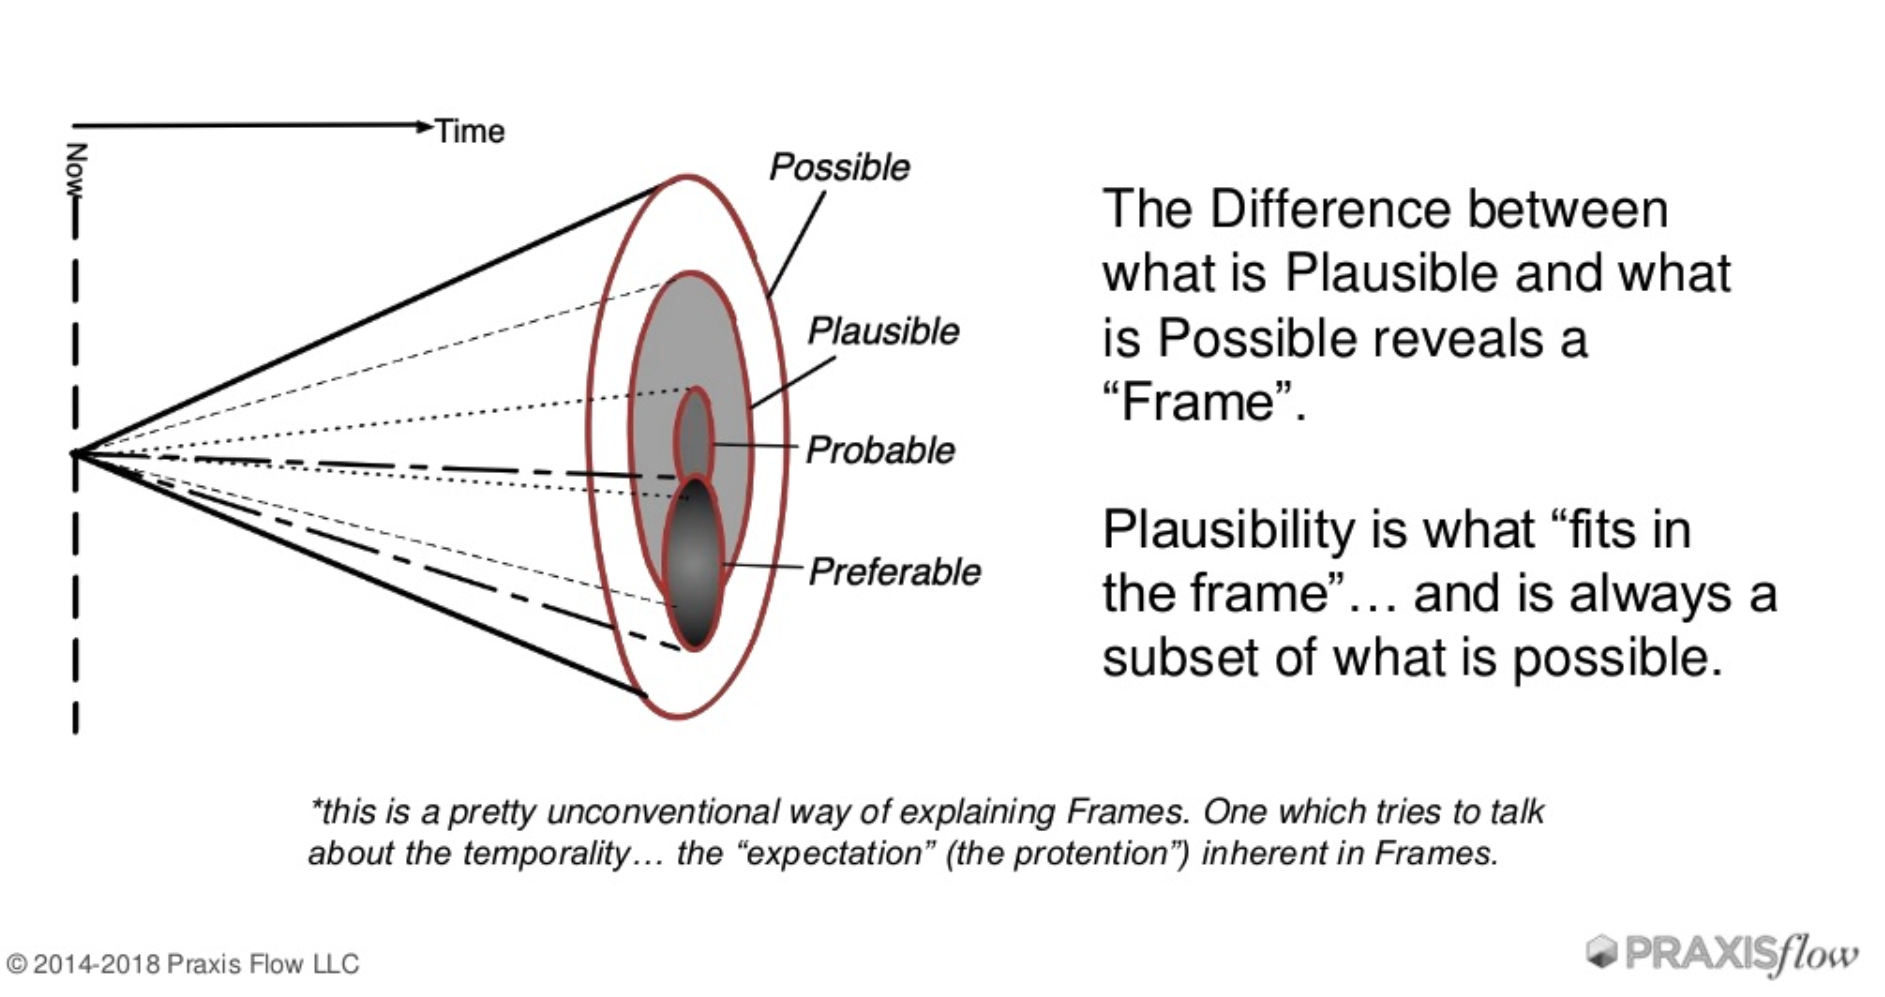 Time
Now
Possible
Plausible
Probable
Preferable
The Difference between
what is Plausible and what
is Possible reveals a
“Frame”.
Plausibility is what “fits in
the frame”… and is always a
subset of what is possible.
*this is a pretty unconventional way of explaining Frames. One which tries to talk
about the temporality… the “expectation” (the protention”) inherent in Frames.
© 2014-2018 Praxis Flow LLC
PRAXISflow